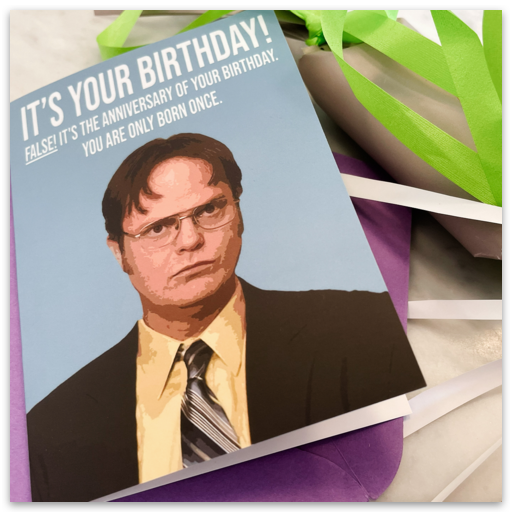 IT'S YOUR BIRTHDAY!
FALSE! IT'S THE ANNIVERSARY OF YOUR BIRTHDAY.
YOU ARE ONLY BORN ONCE.